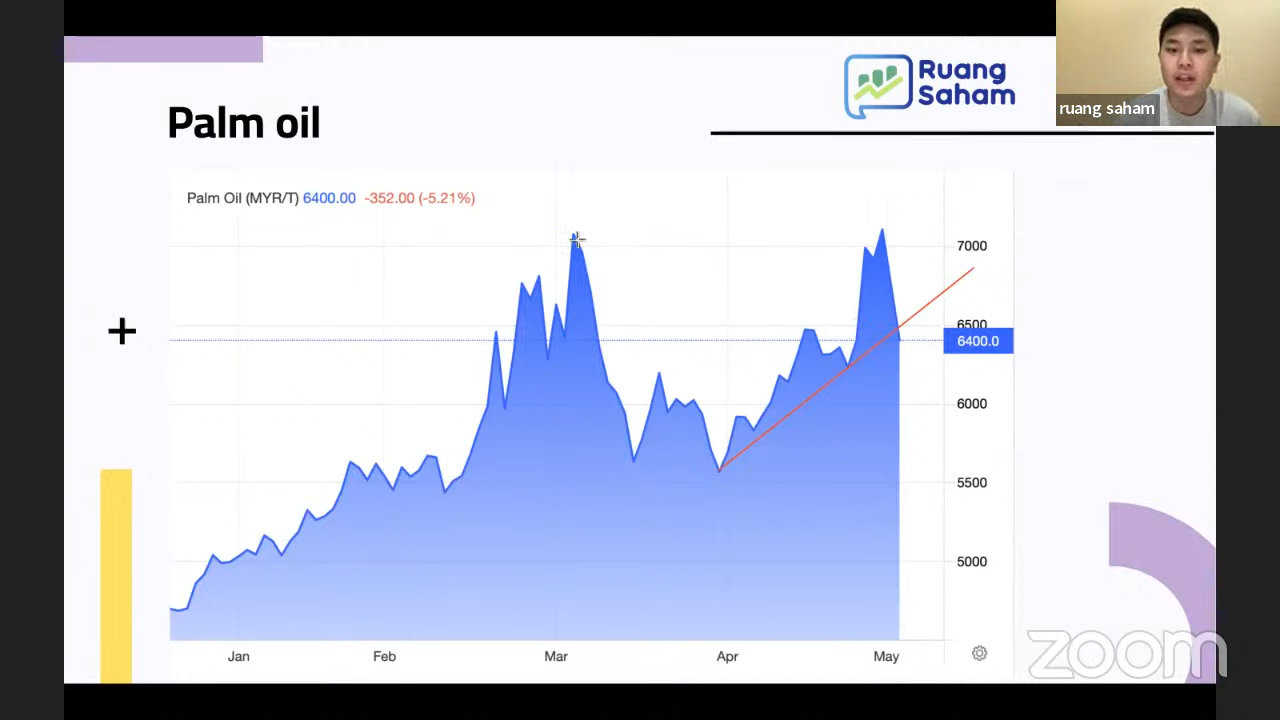 Ruang
Saham
ruang saham
Palm oil
Palm Oil (MYR/T) 6400.00 -352.00 (-5.21%)
7000
6500
6400.0
6000
5500
5000
Jan Feb Mar Apr May
zoom